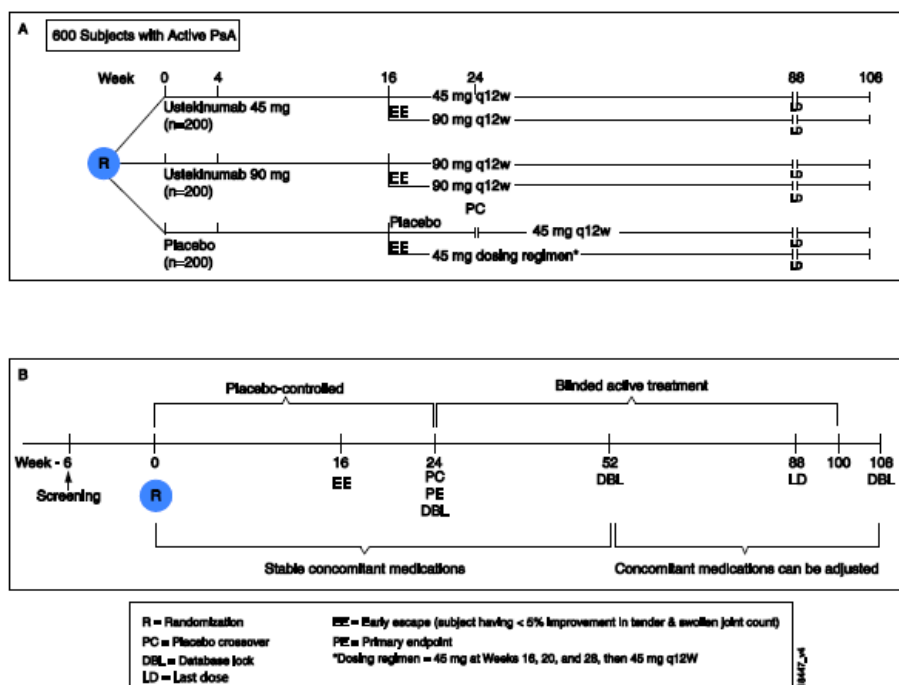 A
600 Subjects with Active PsA
Week 0 4 16 24 88 108
Ustekinumab 45 mg
(n=200)
EE
45 mg q12w
90 mg q12w
LD
LD
R
Ustekinumab 90 mg
(n=200)
EE
90 mg q12w
90 mg q12w
LD
LD
PC
Placebo
45 mg q12w
Placebo
(n=200)
EE
45 mg dosing regimen*
LD
LD
B
Placebo-controlled Blinded active treatment
Week - 6 0 16 24 52 88 100 108
Screening R EE PC DBL LD DBL
PE
DBL
Stable concomitant medications Concomitant medications can be adjusted
R = Randomization EE = Early escape (subject having < 5% improvement in tender & swollen joint count)
PC = Placebo crossover PE = Primary endpoint
DBL = Database lock *Dosing regimen = 45 mg at Weeks 16, 20, and 28, then 45 mg q12W
LD = Last dose